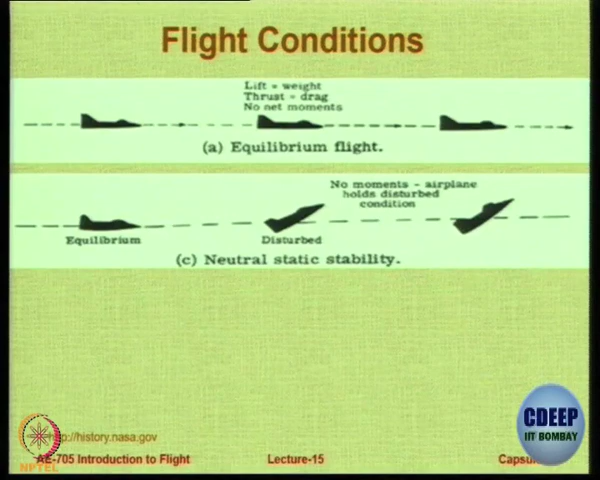 Flight Conditions
Lift = weight
Thrust = drag
No net moments
(a) Equilibrium flight.
No moments - airplane
holds disturbed
condition
Equilibrium
Disturbed
(c) Neutral static stability.
http://history.nasa.gov
AE-705 Introduction to Flight
Lecture-15
NPTEL
CDEEP
IIT BOMBAY